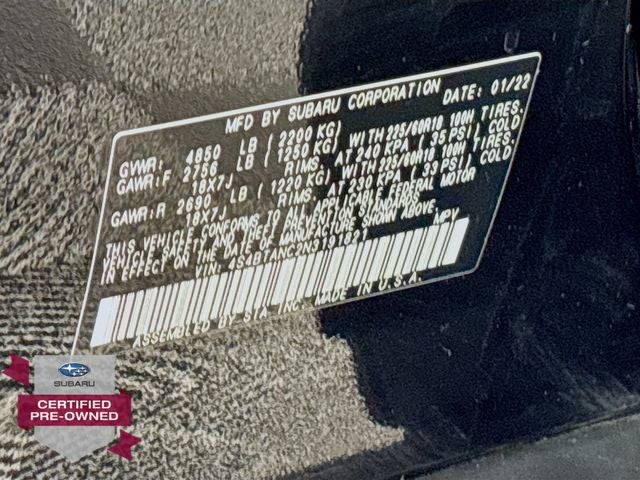 MFD BY SUBARU CORPORATION DATE: 01/22
GVWR: 4850 LB (2200 KG)
GAWR:F 2756 LB (1250 KG) WITH 225/60R18 100H TIRES,
18X7J RIMS, AT 240 KPA (35 PSI) COLD
GAWR:R 2690 LB (1220 KG) WITH 225/60R18 100H TIRES,
18X7J RIMS, AT 230 KPA (33 PSI) COLD
THIS VEHICLE CONFORMS TO ALL APPLICABLE FEDERAL MOTOR
VEHICLE SAFETY AND THEFT PREVENTION STANDARDS
IN EFFECT ON THE DATE OF MANUFACTURE SHOWN ABOVE.
VIN: MPV
ASSEMBLED BY SIA INC. MADE IN U.S.A.
SUBARU
CERTIFIED
PRE-OWNED